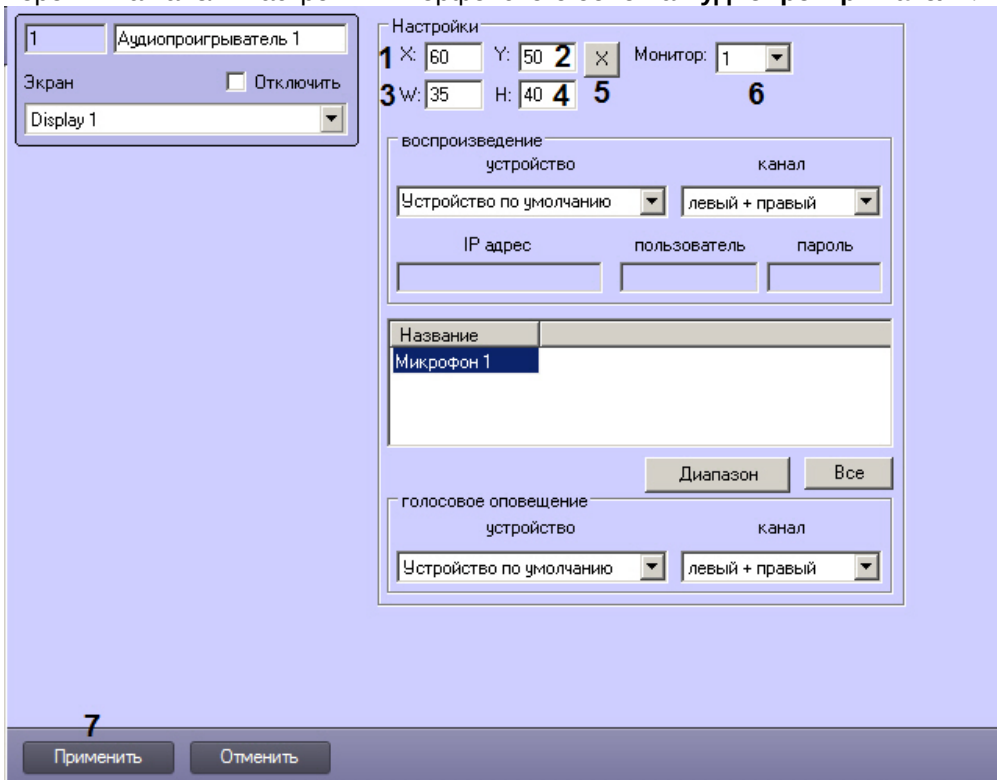 1 Аудиопроигрыватель 1
Экран Отключить
Display 1
Настройки
1 X: 60 Y: 50 2 X Монитор: 1
3 W: 35 H: 40 4 5 6
воспроизведение
устройство канал
Устройство по умолчанию левый + правый
IP адрес пользователь пароль
Название
Микрофон 1
Диапазон Все
голосовое оповещение
устройство канал
Устройство по умолчанию левый + правый
7
Применить Отменить